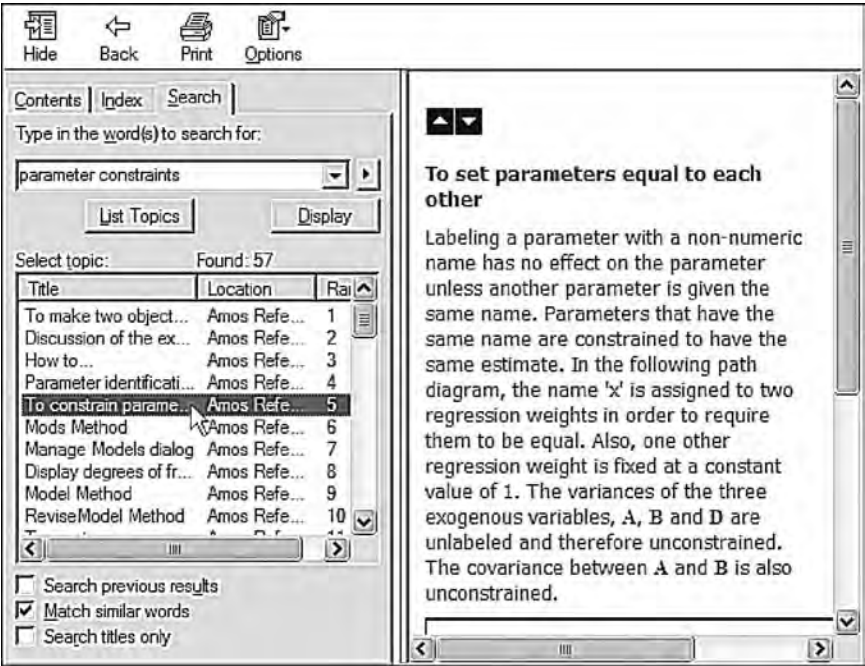 Hide Back Print Options
Contents Index Search
Type in the word(s) to search for:
parameter constraints
List Topics Display
Select topic: Found: 57
Title Location Ra
To make two object... Amos Refe... 1
Discussion of the ex... Amos Refe... 2
How to... Amos Refe... 3
Parameter identificati... Amos Refe... 4
To constrain parame... Amos Refe... 5
Mods Method Amos Refe... 6
Manage Models dialog Amos Refe... 7
Display degrees of fr... Amos Refe... 8
Model Method Amos Refe... 9
ReviseModel Method Amos Refe... 10
Search previous results
Match similar words
Search titles only
To set parameters equal to each
other
Labeling a parameter with a non-numeric
name has no effect on the parameter
unless another parameter is given the
same name. Parameters that have the
same name are constrained to have the
same estimate. In the following path
diagram, the name 'x' is assigned to two
regression weights in order to require
them to be equal. Also, one other
regression weight is fixed at a constant
value of 1. The variances of the three
exogenous variables, A, B and D are
unlabeled and therefore unconstrained.
The covariance between A and B is also
unconstrained.